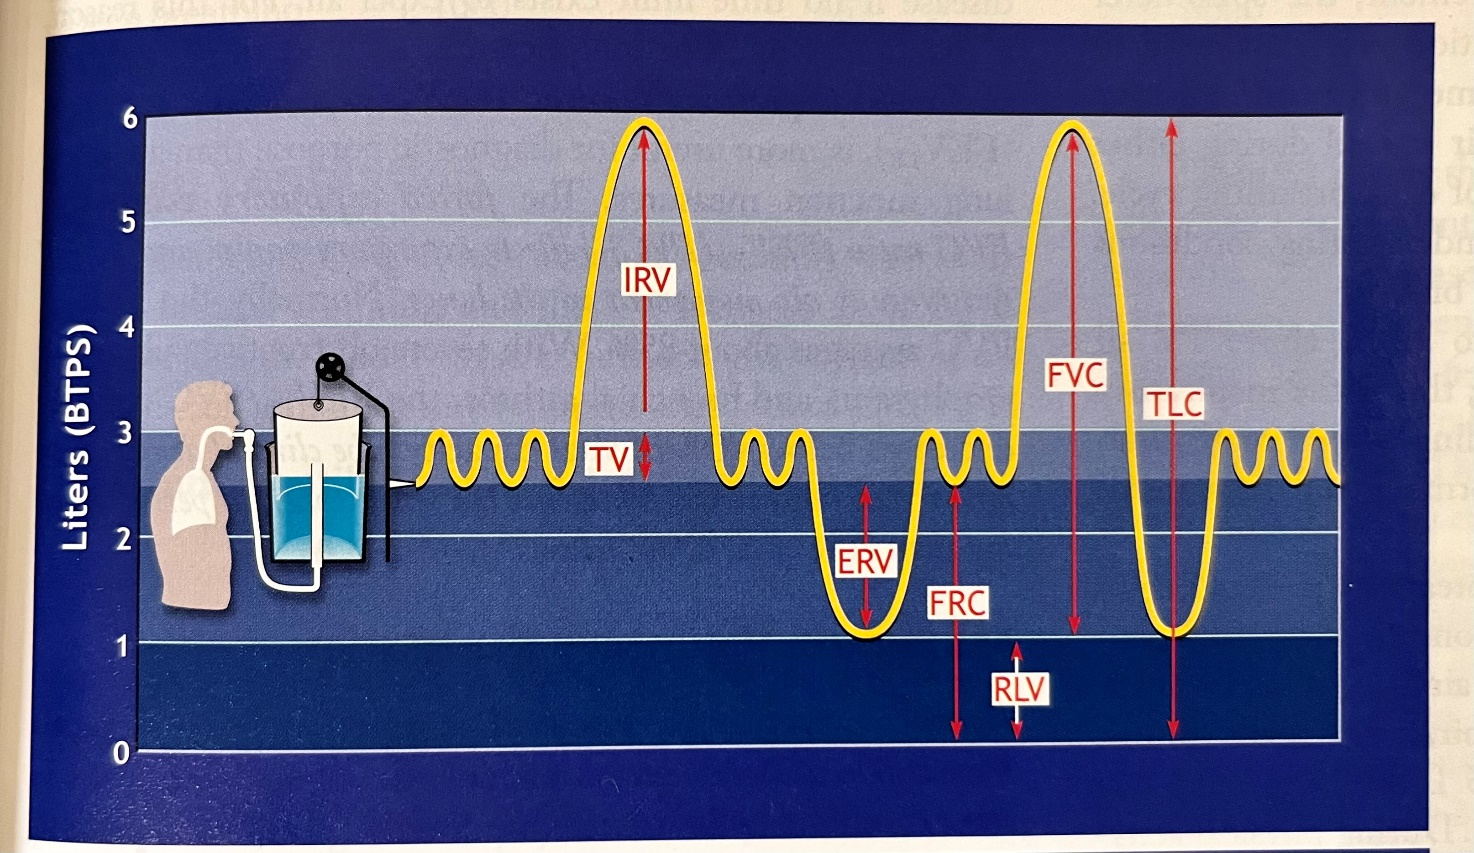 Liters (BTPS)
6
5
4
3
2
1
0
IRV
TV
ERV
FRC
RLV
FVC
TLC